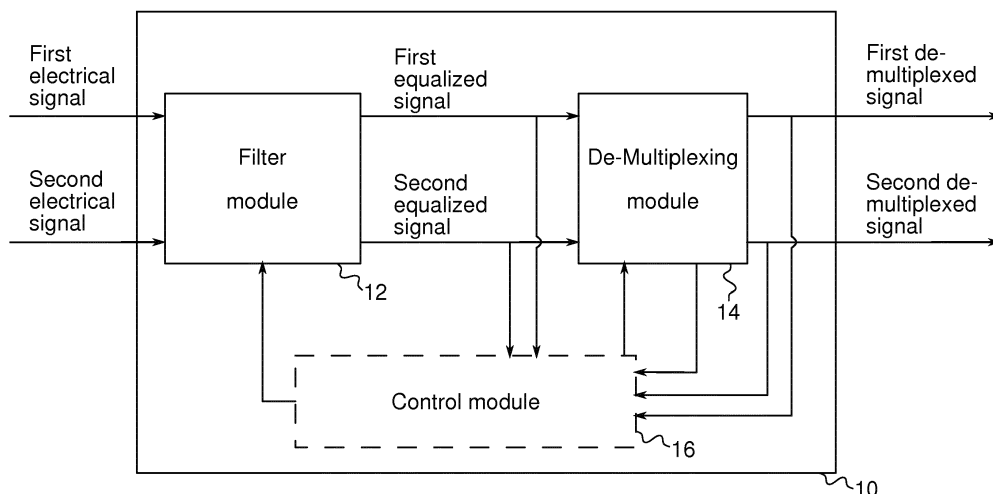 First
electrical
signal
First
equalized
signal
First de-
multiplexed
signal
Filter
module
De-Multiplexing
module
Second
electrical
signal
Second
equalized
signal
Second de-
multiplexed
signal
12
14
Control module
16
10